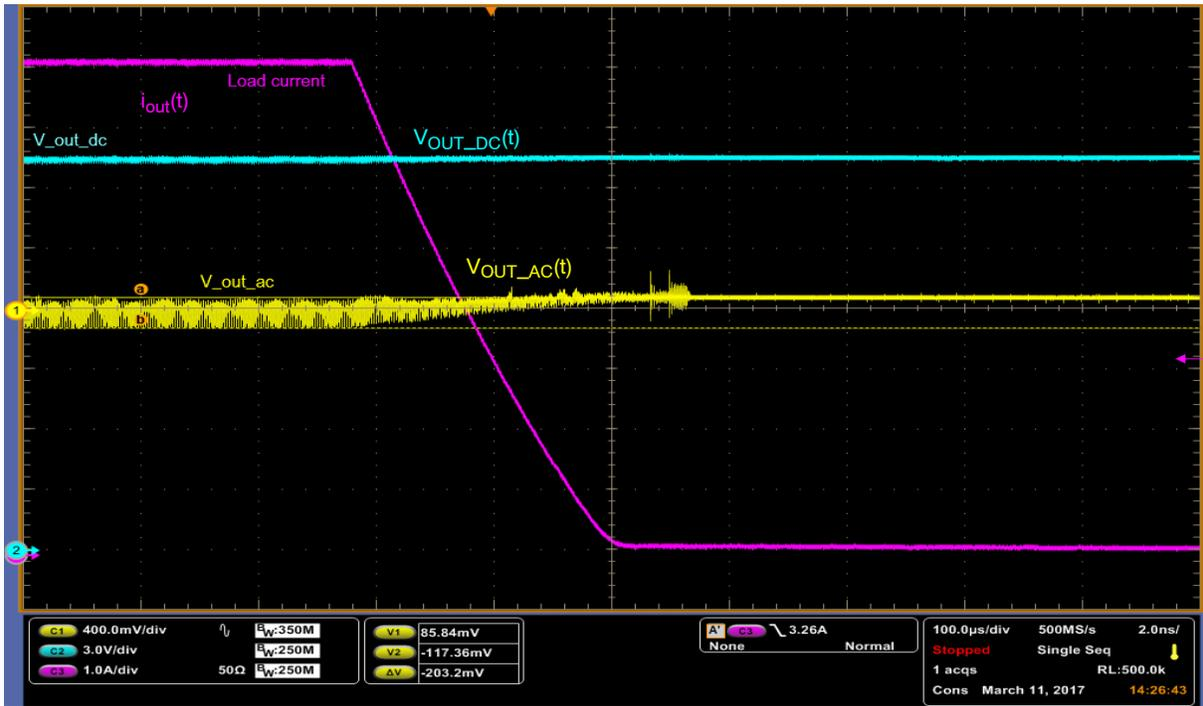 Load current
iout(t)
V_out_dc
VOUT_DC(t)
VOUT_AC(t)
V_out_ac
a
b
1
2
C1 400.0mV/div BW:350M
C2 3.0V/div BW:250M
C3 1.0A/div 50Ω BW:250M
V1 85.84mV
V2 -117.36mV
ΔV -203.2mV
A' C3 3.26A
None Normal
100.0µs/div 500MS/s 2.0ns/
Stopped Single Seq
1 acqs RL:500.0k
Cons March 11, 2017 14:26:43